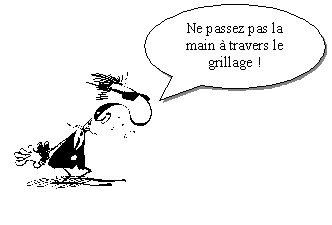 Ne passez pas la
main à travers le
grillage !